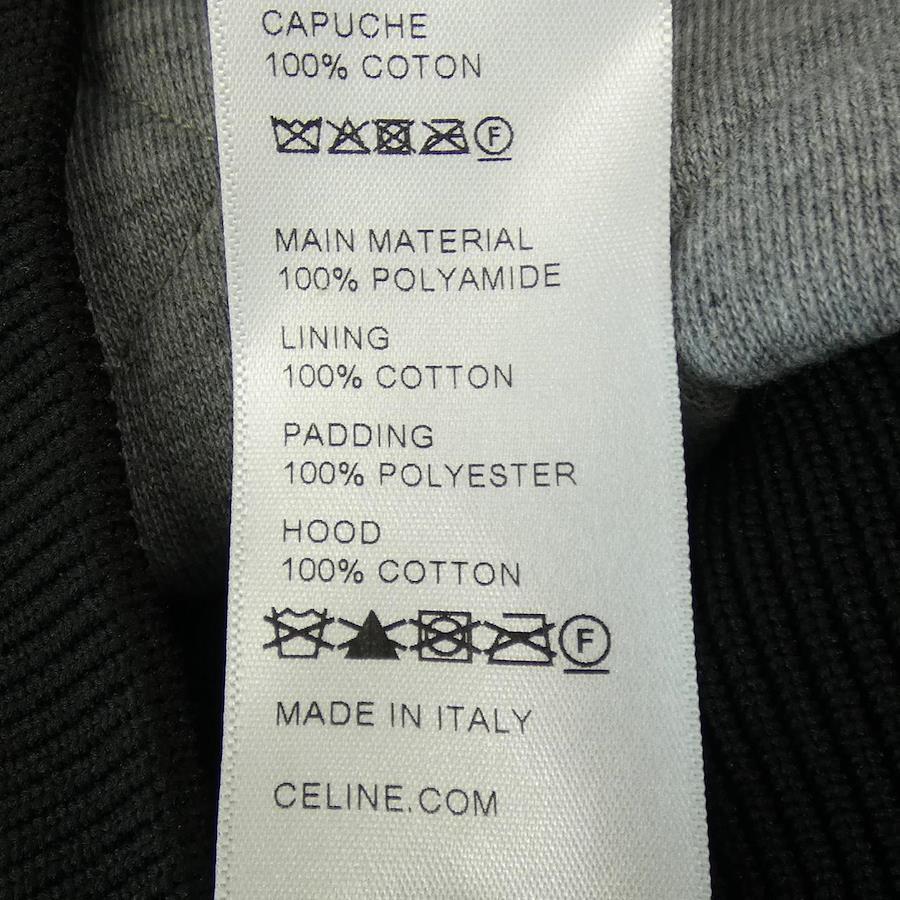 CAPUCHE
100% COTON
F
MAIN MATERIAL
100% POLYAMIDE
LINING
100% COTTON
PADDING
100% POLYESTER
HOOD
100% COTTON
F
MADE IN ITALY
CELINE.COM